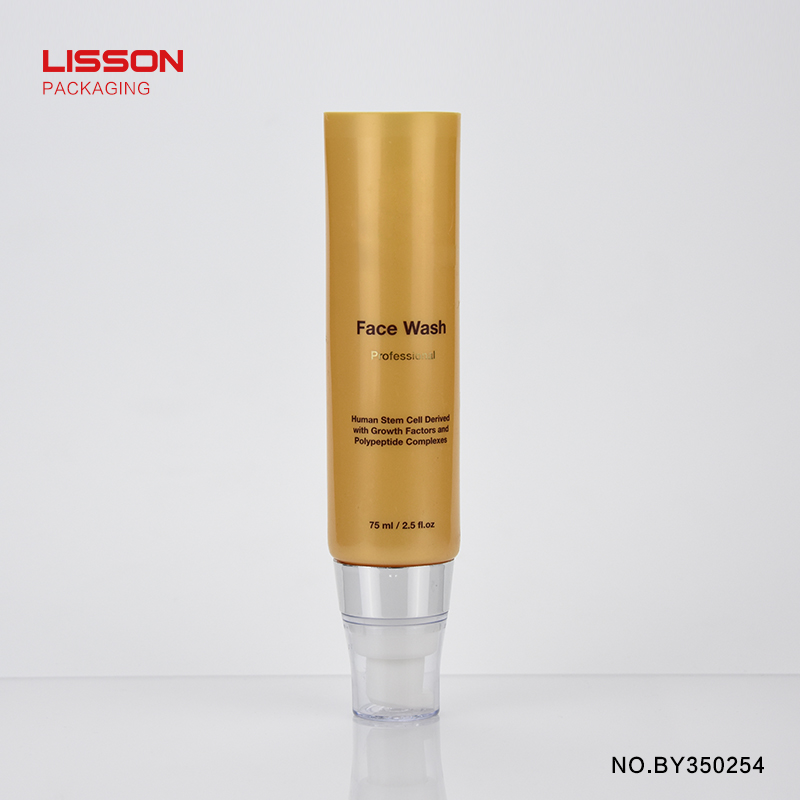 LISSON
PACKAGING
Face Wash
Professional
Human Stem Cell Derived
with Growth Factors and
Polypeptide Complexes
75 ml / 2.5 fl.oz
NO.BY350254